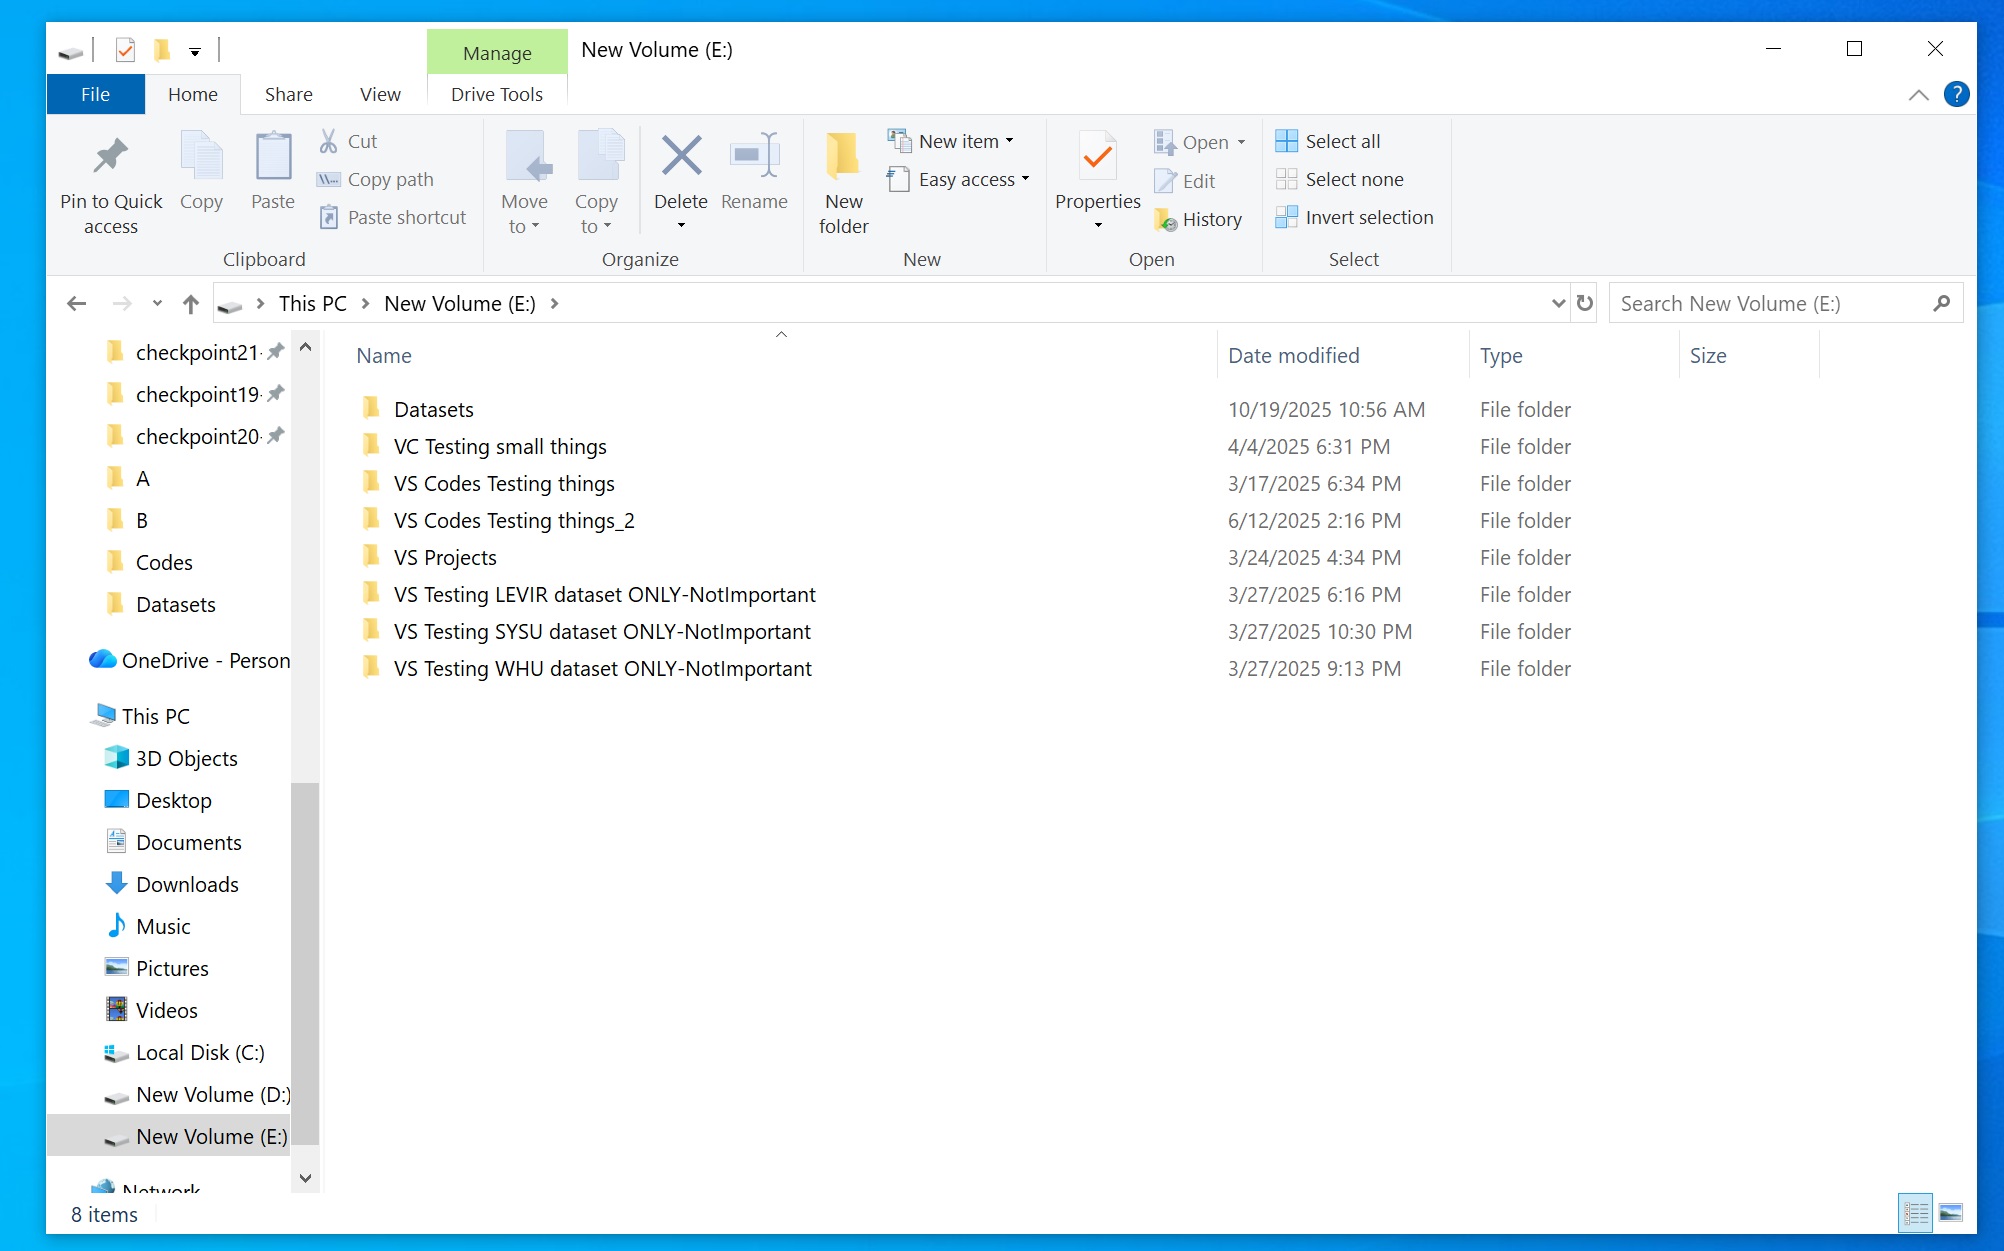 Manage
New Volume (E:)
File
Home
Share
View
Drive Tools
?
Pin to Quick access
Copy
Paste
Cut
Copy path
Paste shortcut
Clipboard
Move to
Copy to
Delete
Rename
Organize
New folder
New item
Easy access
New
Properties
Open
Edit
History
Open
Select all
Select none
Invert selection
Select
This PC
New Volume (E:)
Search New Volume (E:)
checkpoint21-
checkpoint19-
checkpoint20-
A
B
Codes
Datasets
OneDrive - Person
This PC
3D Objects
Desktop
Documents
Downloads
Music
Pictures
Videos
Local Disk (C:)
New Volume (D:)
New Volume (E:)
Network
Name Date modified Type Size
Datasets 10/19/2025 10:56 AM File folder
VC Testing small things 4/4/2025 6:31 PM File folder
VS Codes Testing things 3/17/2025 6:34 PM File folder
VS Codes Testing things_2 6/12/2025 2:16 PM File folder
VS Projects 3/24/2025 4:34 PM File folder
VS Testing LEVIR dataset ONLY-NotImportant 3/27/2025 6:16 PM File folder
VS Testing SYSU dataset ONLY-NotImportant 3/27/2025 10:30 PM File folder
VS Testing WHU dataset ONLY-NotImportant 3/27/2025 9:13 PM File folder
8 items